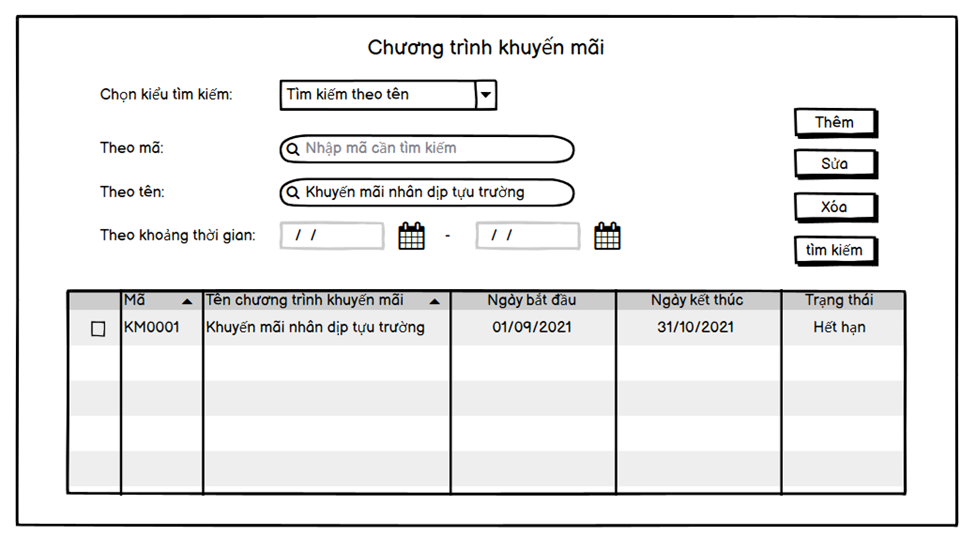 Chương trình khuyến mãi
Chọn kiểu tìm kiếm: Tìm kiếm theo tên
Thêm
Theo mã: Nhập mã cần tìm kiếm
Sửa
Theo tên: Khuyến mãi nhân dịp tựu trường
Xóa
Theo khoảng thời gian: / / - / /
tìm kiếm
Mã Tên chương trình khuyến mãi Ngày bắt đầu Ngày kết thúc Trạng thái
KM0001 Khuyến mãi nhân dịp tựu trường 01/09/2021 31/10/2021 Hết hạn